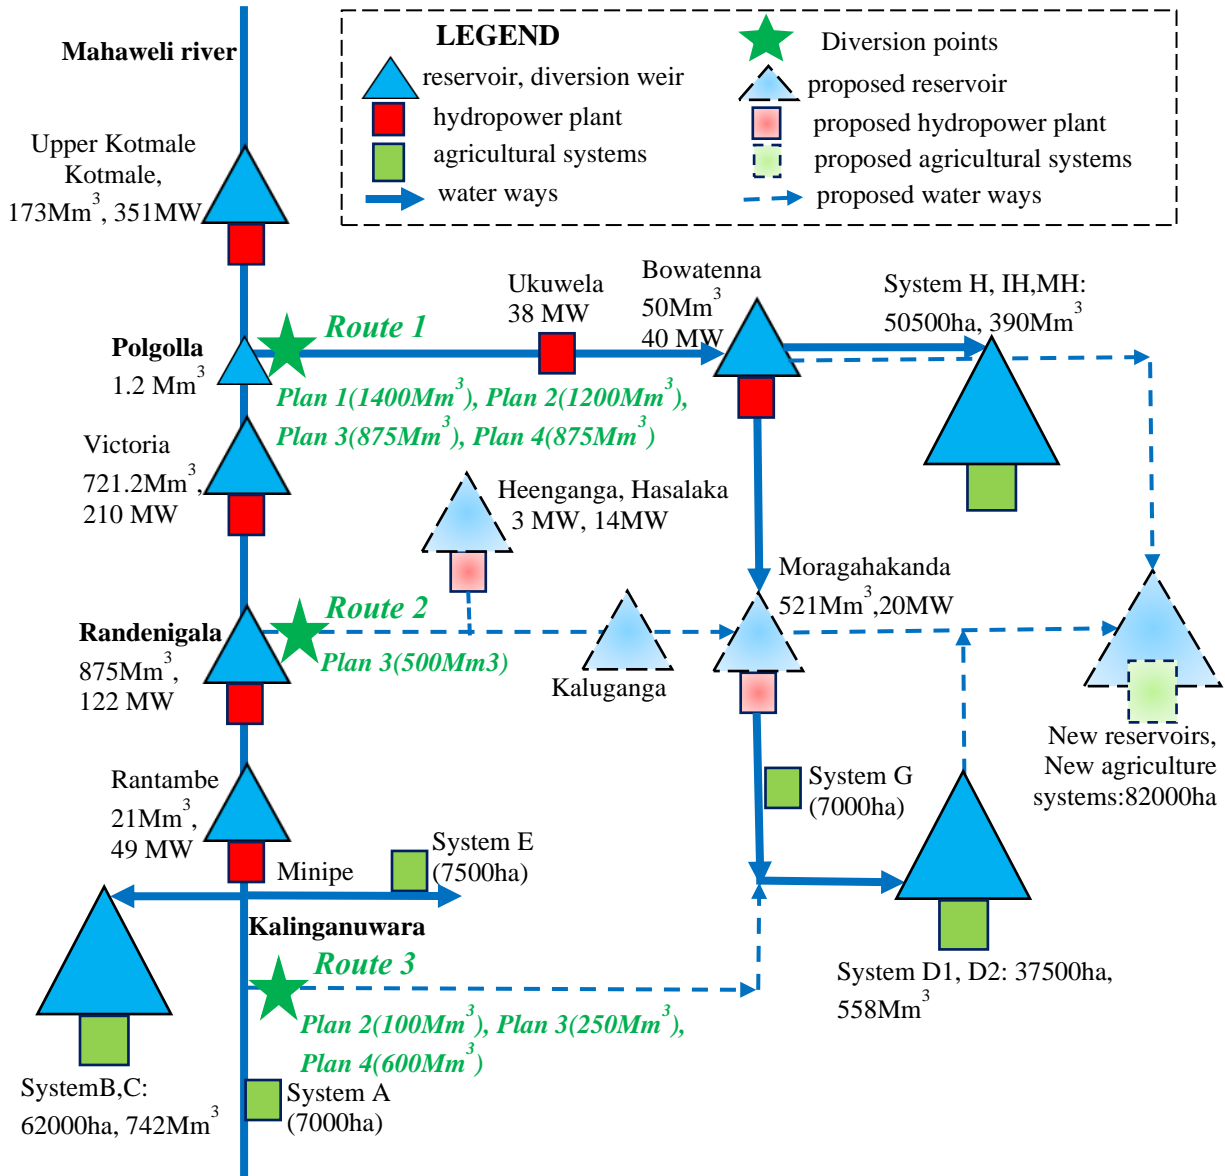 Mahaweli river
LEGEND
reservoir, diversion weir
hydropower plant
agricultural systems
water ways
Diversion points
proposed reservoir
proposed hydropower plant
proposed agricultural systems
proposed water ways
Upper Kotmale
Kotmale,
173Mm³, 351MW
Polgolla
1.2 Mm³
Route 1
Plan 1(1400Mm³), Plan 2(1200Mm³),
Plan 3(875Mm³), Plan 4(875Mm³)
Ukuwela
38 MW
Bowatenna
50Mm³
40 MW
System H, IH,MH:
50500ha, 390Mm³
Victoria
721.2Mm³,
210 MW
Heenganga, Hasalaka
3 MW, 14MW
Moragahakanda
521Mm³,20MW
Randenigala
875Mm³,
122 MW
Route 2
Plan 3(500Mm3)
Kaluganga
New reservoirs,
New agriculture
systems:82000ha
Rantambe
21Mm³,
49 MW
System G
(7000ha)
Minipe
System E
(7500ha)
Kalinganuwara
Route 3
Plan 2(100Mm³), Plan 3(250Mm³),
Plan 4(600Mm³)
System D1, D2: 37500ha,
558Mm³
SystemB,C:
62000ha, 742Mm³
System A
(7000ha)